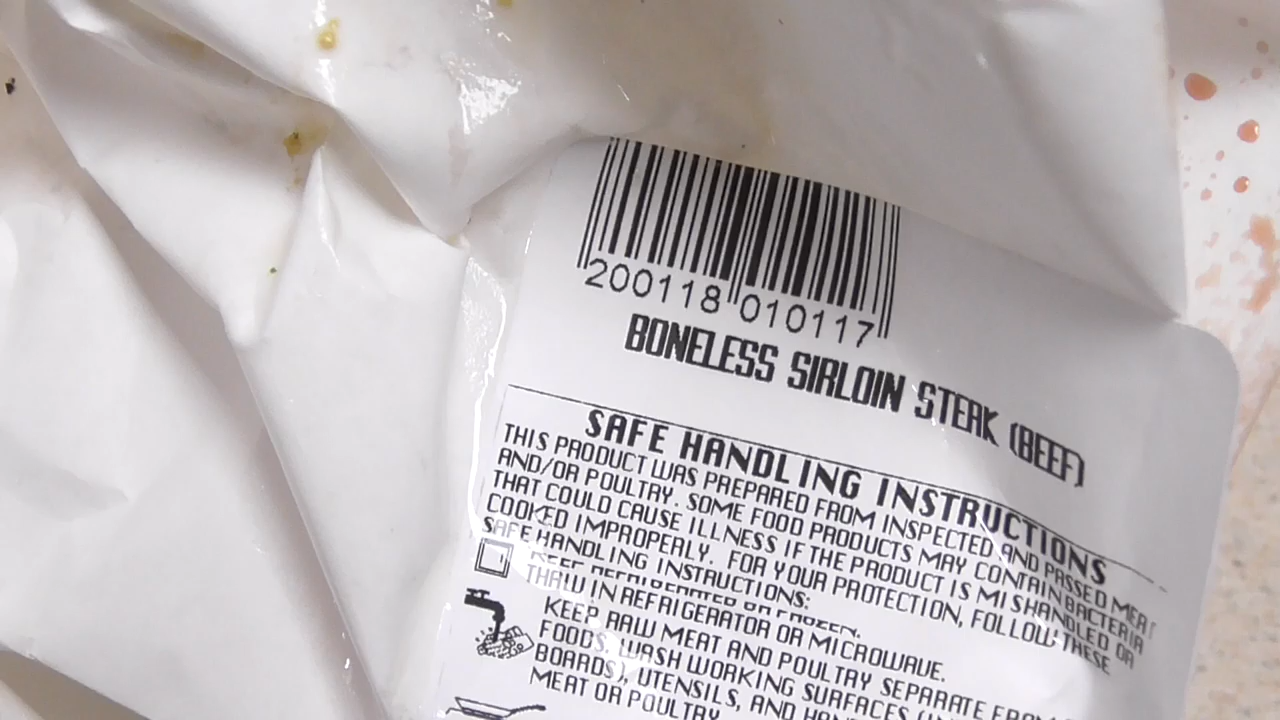 200118 010117
BONELESS SIRLOIN STEAK (BEEF)
SAFE HANDLING INSTRUCTIONS
THIS PRODUCT WAS PREPARED FROM INSPECTED AND PASSED MEAT
AND/OR POULTRY. SOME FOOD PRODUCTS MAY CONTAIN BACTERIA
THAT COULD CAUSE ILLNESS IF THE PRODUCT IS MISHANDLED OR
COOKED IMPROPERLY. FOR YOUR PROTECTION, FOLLOW THESE
SAFE HANDLING INSTRUCTIONS:
KEEP REFRIGERATED OR FROZEN.
THAW IN REFRIGERATOR OR MICROWAVE.
KEEP RAW MEAT AND POULTRY SEPARATE FROM
FOODS. WASH WORKING SURFACES
BOARDS), UTENSILS, AND
MEAT OR POULTRY.